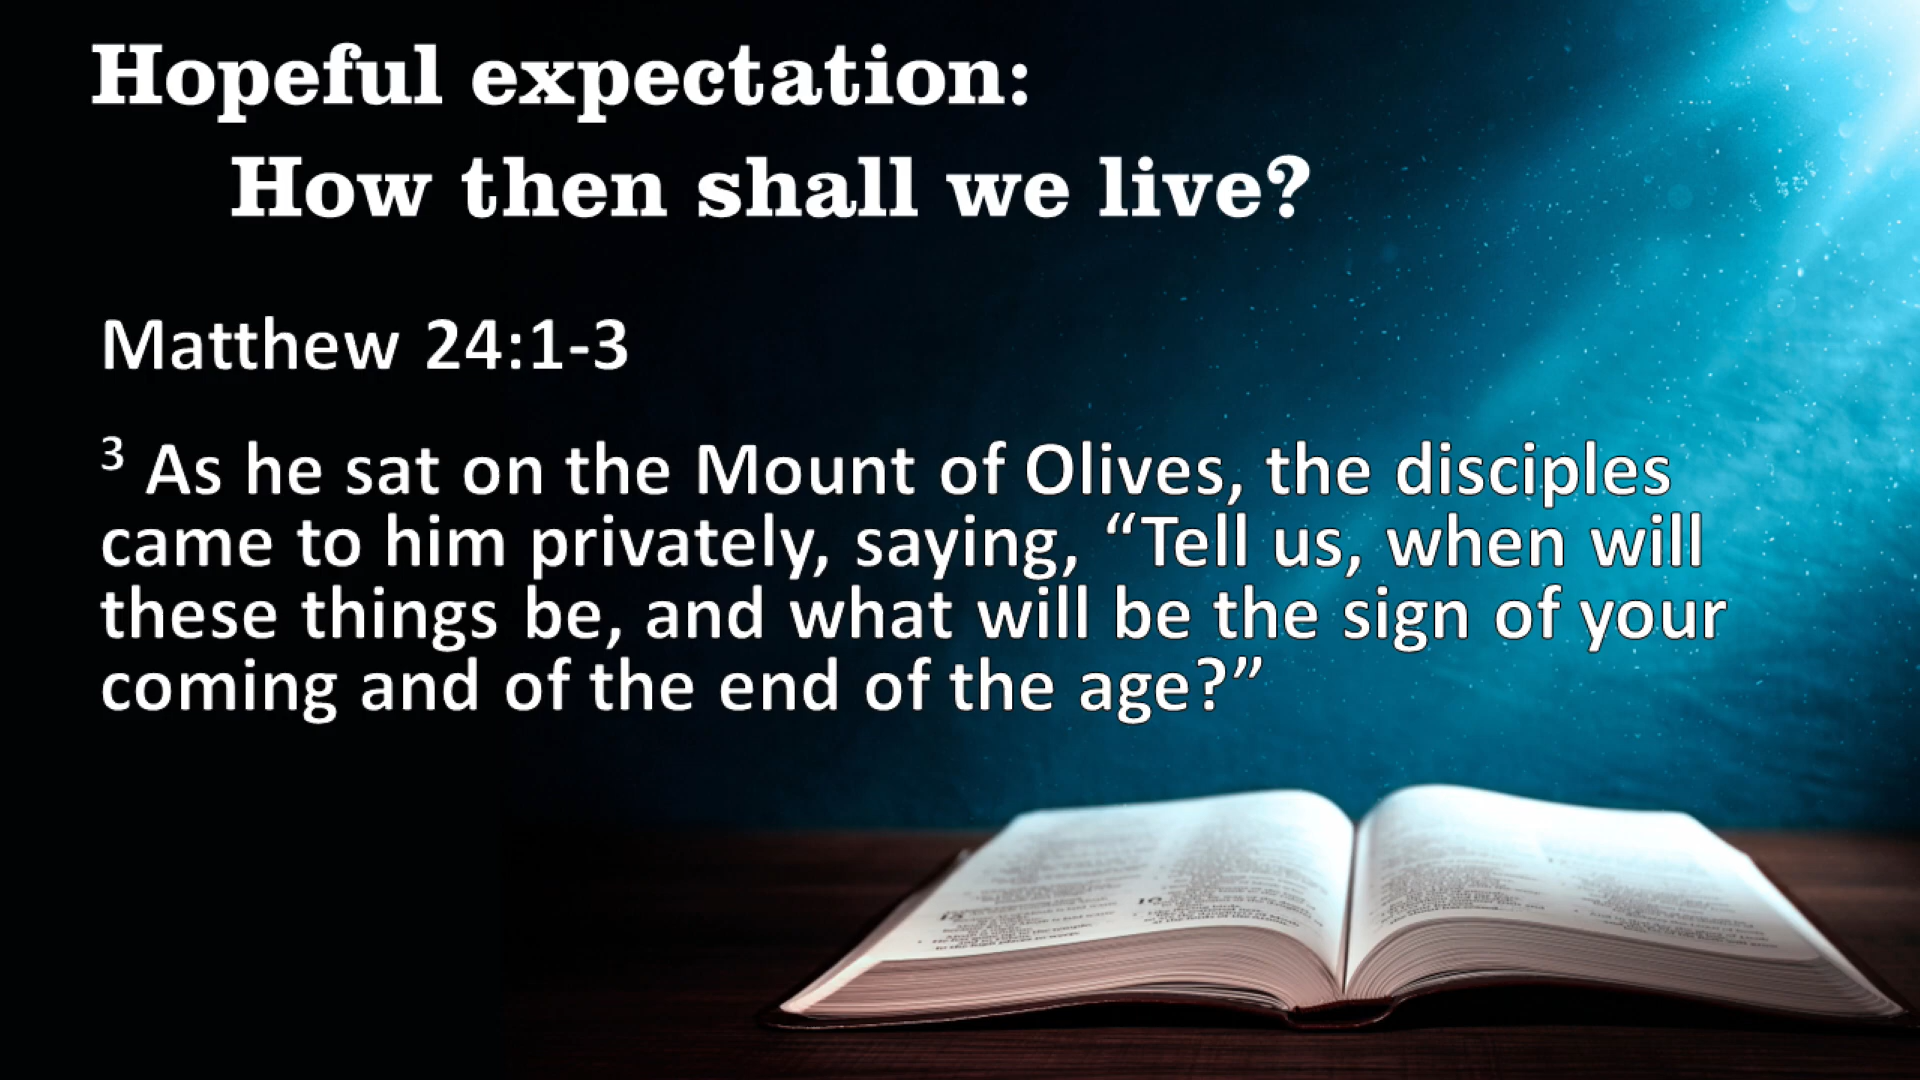 Hopeful expectation:
How then shall we live?
Matthew 24:1-3
3 As he sat on the Mount of Olives, the disciples
came to him privately, saying, “Tell us, when will
these things be, and what will be the sign of your
coming and of the end of the age?”